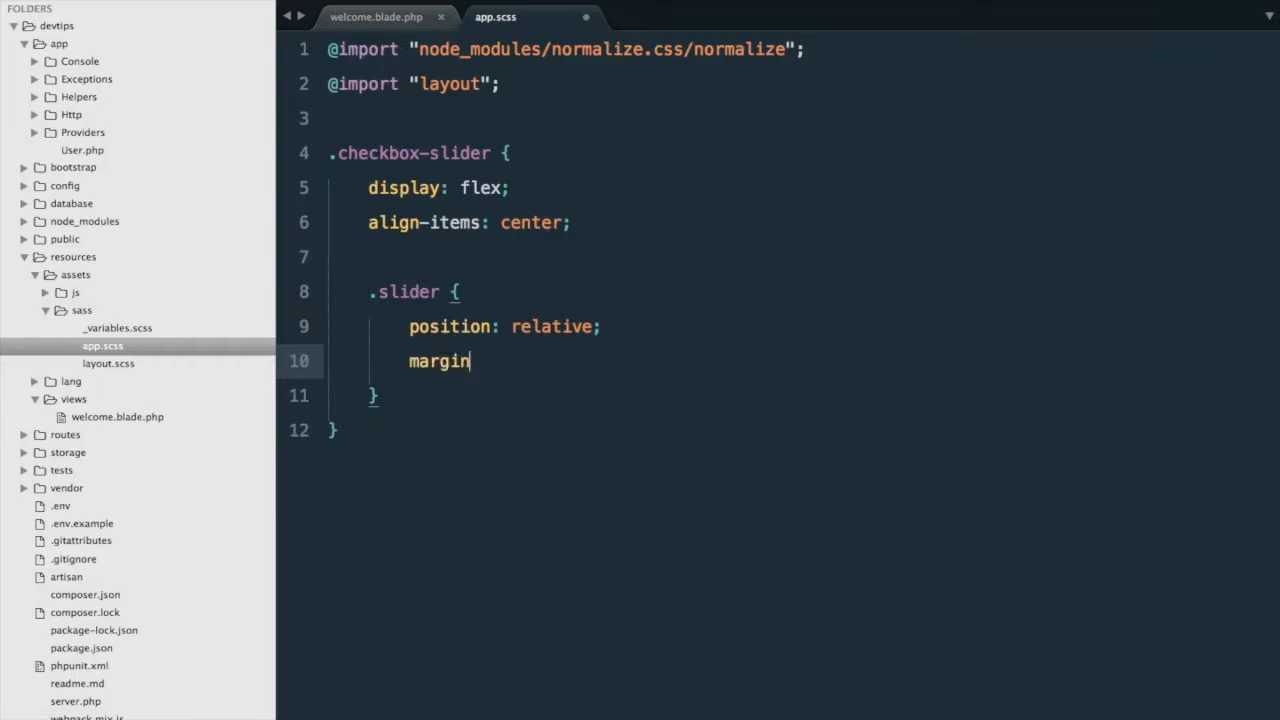 FOLDERS
devtips
app
Console
Exceptions
Helpers
Http
Providers
User.php
bootstrap
config
database
node_modules
public
resources
assets
js
sass
_variables.scss
app.scss
layout.scss
lang
views
welcome.blade.php
routes
storage
tests
vendor
.env
.env.example
.gitattributes
.gitignore
artisan
composer.json
composer.lock
package-lock.json
package.json
phpunit.xml
readme.md
server.php
webpack.mix.js
welcome.blade.php × app.scss
1 @import "node_modules/normalize.css/normalize";
2 @import "layout";
3
4 .checkbox-slider {
5 display: flex;
6 align-items: center;
7
8 .slider {
9 position: relative;
10 margin
11 }
12 }